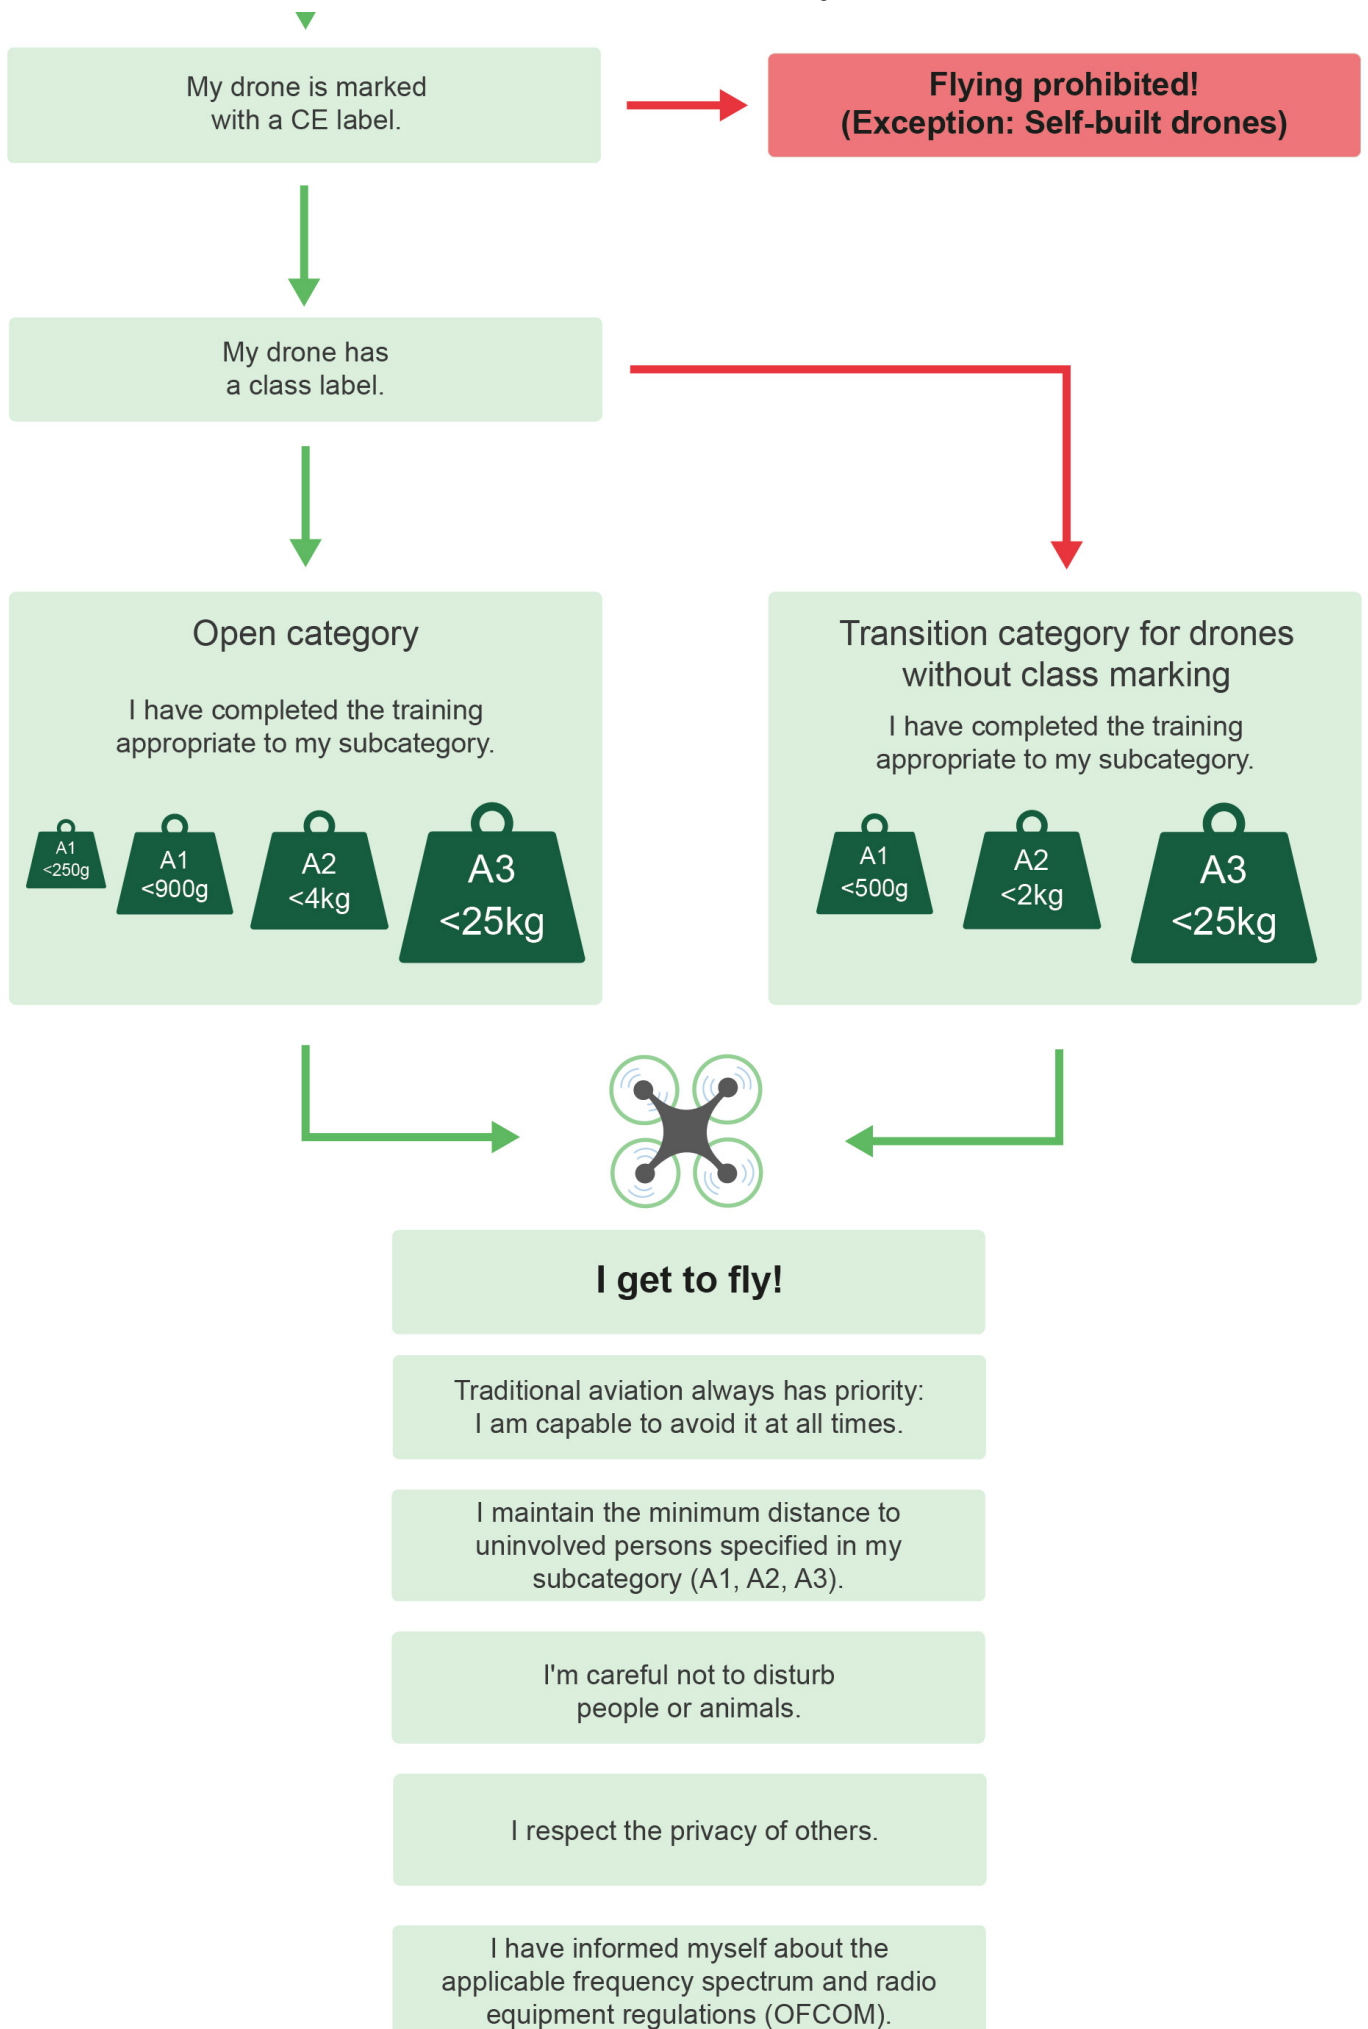 My drone is marked
with a CE label.
Flying prohibited!
(Exception: Self-built drones)
My drone has
a class label.
Open category
I have completed the training
appropriate to my subcategory.
A1
<250g
A1
<900g
A2
<4kg
A3
<25kg
Transition category for drones
without class marking
I have completed the training
appropriate to my subcategory.
A1
<500g
A2
<2kg
A3
<25kg
I get to fly!
Traditional aviation always has priority:
I am capable to avoid it at all times.
I maintain the minimum distance to
uninvolved persons specified in my
subcategory (A1, A2, A3).
I'm careful not to disturb
people or animals.
I respect the privacy of others.
I have informed myself about the
applicable frequency spectrum and radio
equipment regulations (OFCOM).